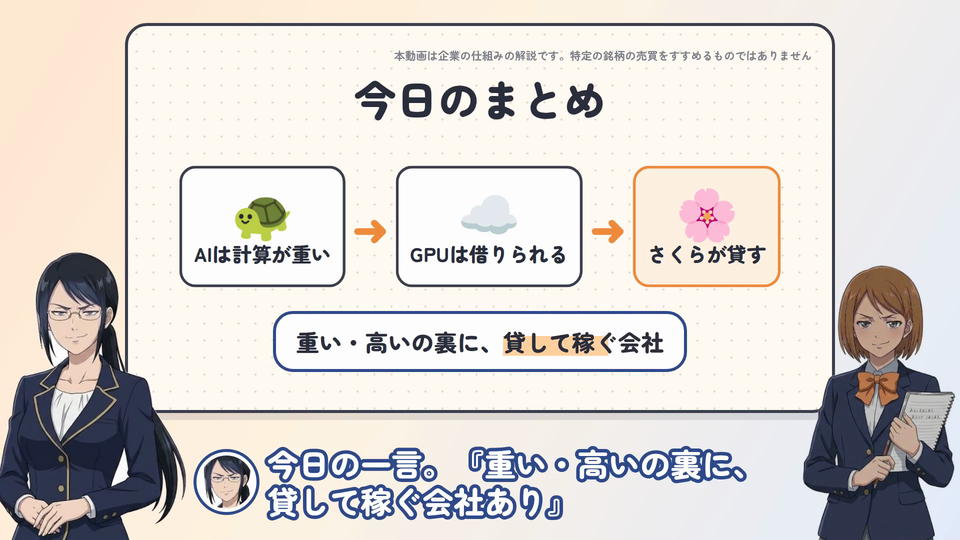 本動画は企業の仕組みの解説です。特定の銘柄の売買をすすめるものではありません
今日のまとめ
AIは計算が重い
GPUは借りられる
さくらが貸す
重い・高いの裏に、貸して稼ぐ会社
今日の一言。『重い・高いの裏に、
貸して稼ぐ会社あり』